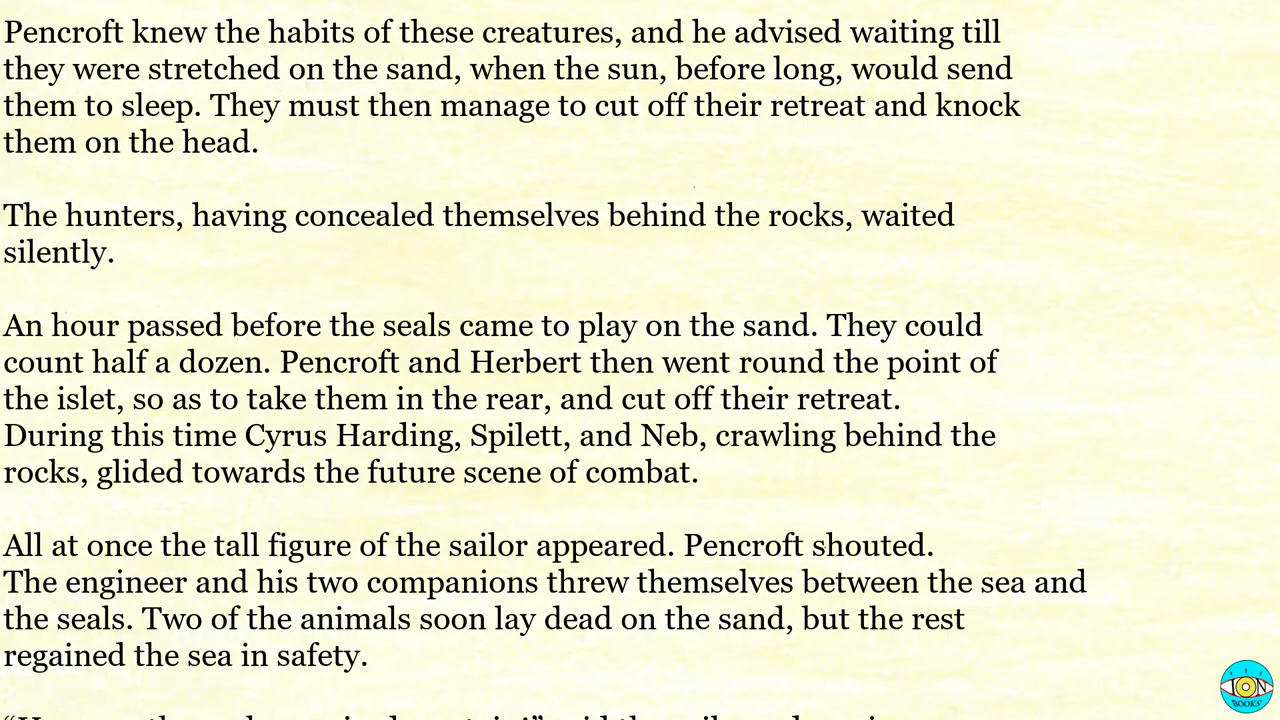 Pencroft knew the habits of these creatures, and he advised waiting till
they were stretched on the sand, when the sun, before long, would send
them to sleep. They must then manage to cut off their retreat and knock
them on the head.
The hunters, having concealed themselves behind the rocks, waited
silently.
An hour passed before the seals came to play on the sand. They could
count half a dozen. Pencroft and Herbert then went round the point of
the islet, so as to take them in the rear, and cut off their retreat.
During this time Cyrus Harding, Spilett, and Neb, crawling behind the
rocks, glided towards the future scene of combat.
All at once the tall figure of the sailor appeared. Pencroft shouted.
The engineer and his two companions threw themselves between the sea and
the seals. Two of the animals soon lay dead on the sand, but the rest
regained the sea in safety.
ION
BOOKS